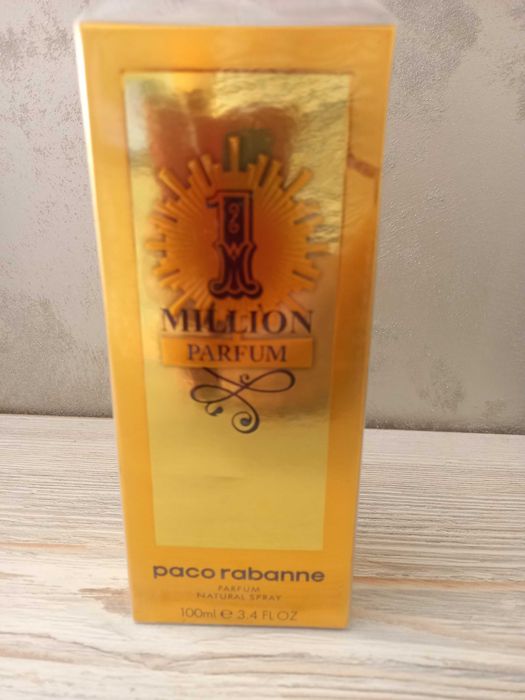 1
MILLION
PARFUM
paco rabanne
PARFUM
NATURAL SPRAY
100ml ℮ 3.4 FL OZ